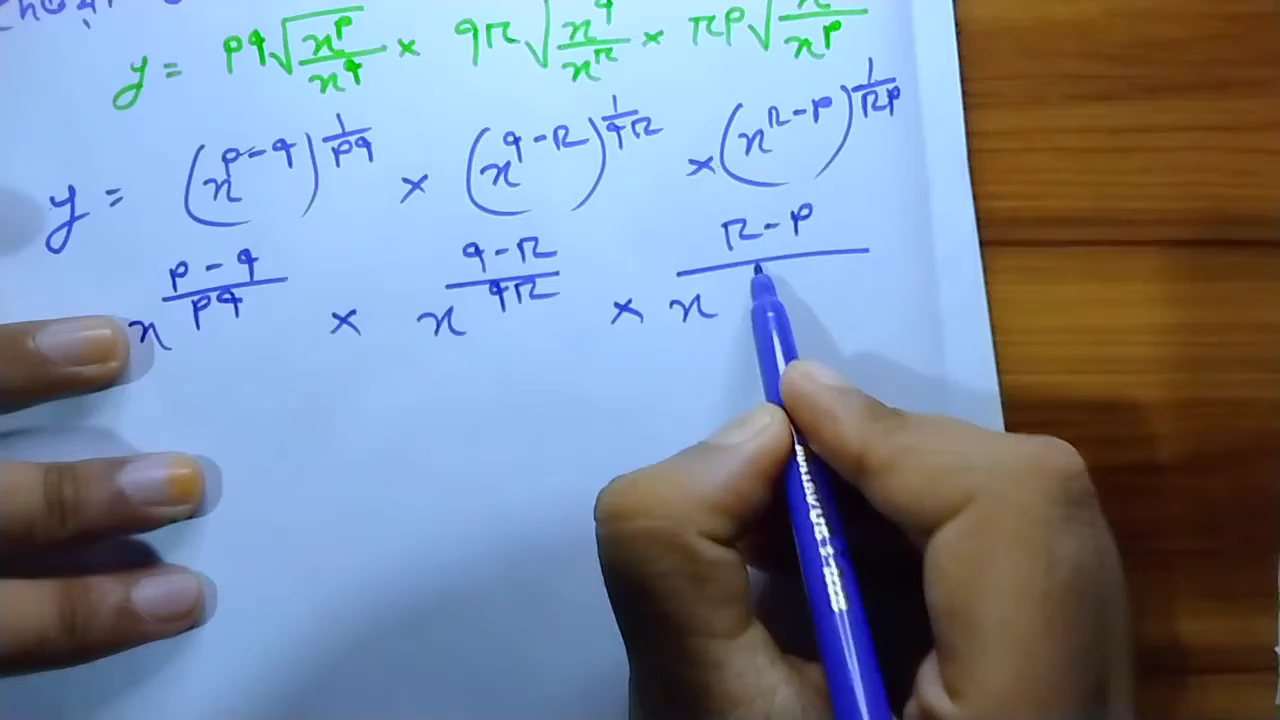 y = pq√(x^p/x^q) × qr√(x^q/x^r) × rp√(x/x^p)
y = (x^(p-q))^(1/pq) × (x^(q-r))^(1/qr) × (x^(r-p))^(1/rp)
x^((p-q)/pq) × x^((q-r)/qr) × x^((r-p)/